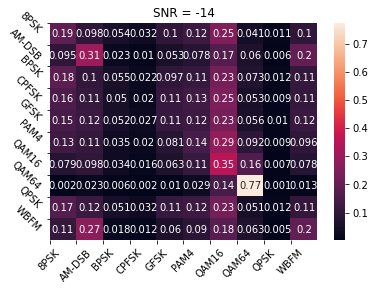 SNR = -14
8PSK 0.19 0.098 0.054 0.032 0.1 0.12 0.25 0.041 0.011 0.1
AM-DSB 0.095 0.31 0.023 0.01 0.053 0.078 0.17 0.06 0.006 0.2
BPSK 0.18 0.1 0.055 0.022 0.097 0.11 0.23 0.073 0.012 0.11
CPFSK 0.16 0.11 0.05 0.02 0.11 0.13 0.25 0.053 0.009 0.11
GFSK 0.15 0.12 0.052 0.027 0.11 0.12 0.23 0.056 0.01 0.12
PAM4 0.13 0.11 0.035 0.02 0.081 0.14 0.29 0.092 0.009 0.096
QAM16 0.079 0.098 0.034 0.016 0.063 0.11 0.35 0.16 0.007 0.078
QAM64 0.002 0.023 0.006 0.002 0.01 0.029 0.14 0.77 0.001 0.013
QPSK 0.17 0.12 0.051 0.032 0.11 0.12 0.23 0.051 0.012 0.11
WBFM 0.11 0.27 0.018 0.012 0.06 0.09 0.18 0.063 0.005 0.2
8PSK AM-DSB BPSK CPFSK GFSK PAM4 QAM16 QAM64 QPSK WBFM
0.7
0.6
0.5
0.4
0.3
0.2
0.1